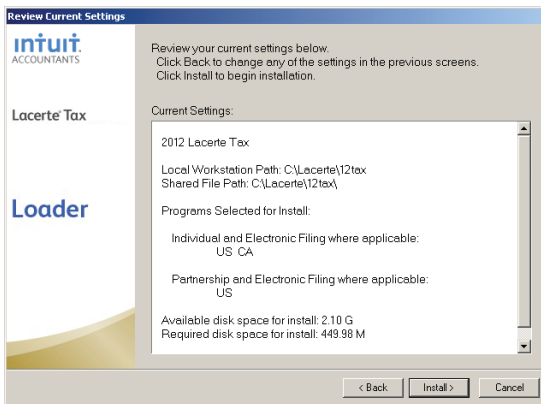 Review Current Settings
INTUIT
ACCOUNTANTS
Lacerte Tax
Loader
Review your current settings below.
Click Back to change any of the settings in the previous screens.
Click Install to begin installation.
Current Settings:
2012 Lacerte Tax
Local Workstation Path: C:\Lacerte\12tax
Shared File Path: C:\Lacerte\12tax\
Programs Selected for Install:
Individual and Electronic Filing where applicable:
US CA
Partnership and Electronic Filing where applicable:
US
Available disk space for install: 2.10 G
Required disk space for install: 449.98 M
< Back Install > Cancel